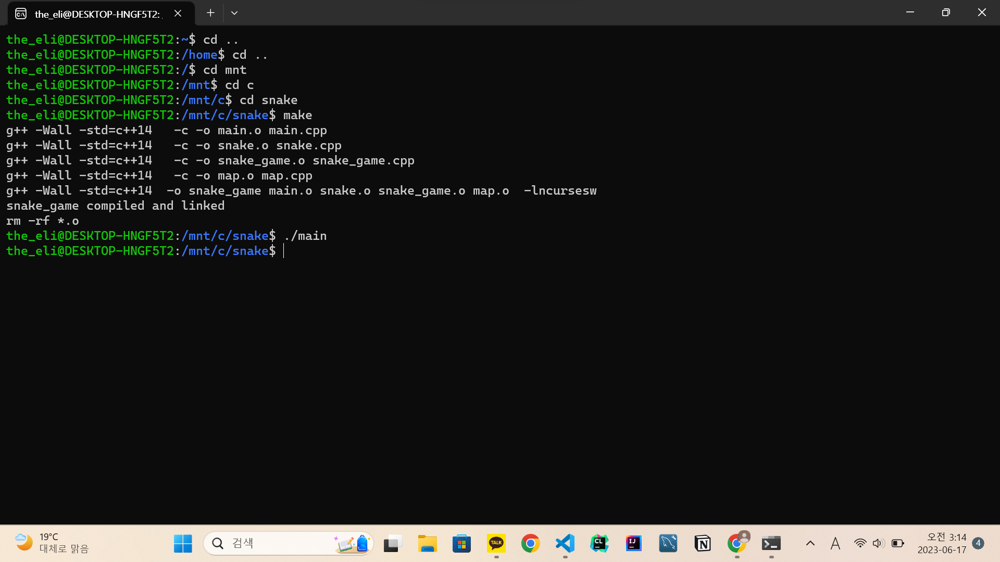 the_eli@DESKTOP-HNGF5T2: 
the_eli@DESKTOP-HNGF5T2:~$ cd ..
the_eli@DESKTOP-HNGF5T2:/home$ cd ..
the_eli@DESKTOP-HNGF5T2:/$ cd mnt
the_eli@DESKTOP-HNGF5T2:/mnt$ cd c
the_eli@DESKTOP-HNGF5T2:/mnt/c$ cd snake
the_eli@DESKTOP-HNGF5T2:/mnt/c/snake$ make
g++ -Wall -std=c++14   -c -o main.o main.cpp
g++ -Wall -std=c++14   -c -o snake.o snake.cpp
g++ -Wall -std=c++14   -c -o snake_game.o snake_game.cpp
g++ -Wall -std=c++14   -c -o map.o map.cpp
g++ -Wall -std=c++14  -o snake_game main.o snake.o snake_game.o map.o  -lncursesw
snake_game compiled and linked
rm -rf *.o
the_eli@DESKTOP-HNGF5T2:/mnt/c/snake$ ./main
the_eli@DESKTOP-HNGF5T2:/mnt/c/snake$
19°C
대체로 맑음
검색
TALK
CL
IJ
A
오전 3:14
2023-06-17
4